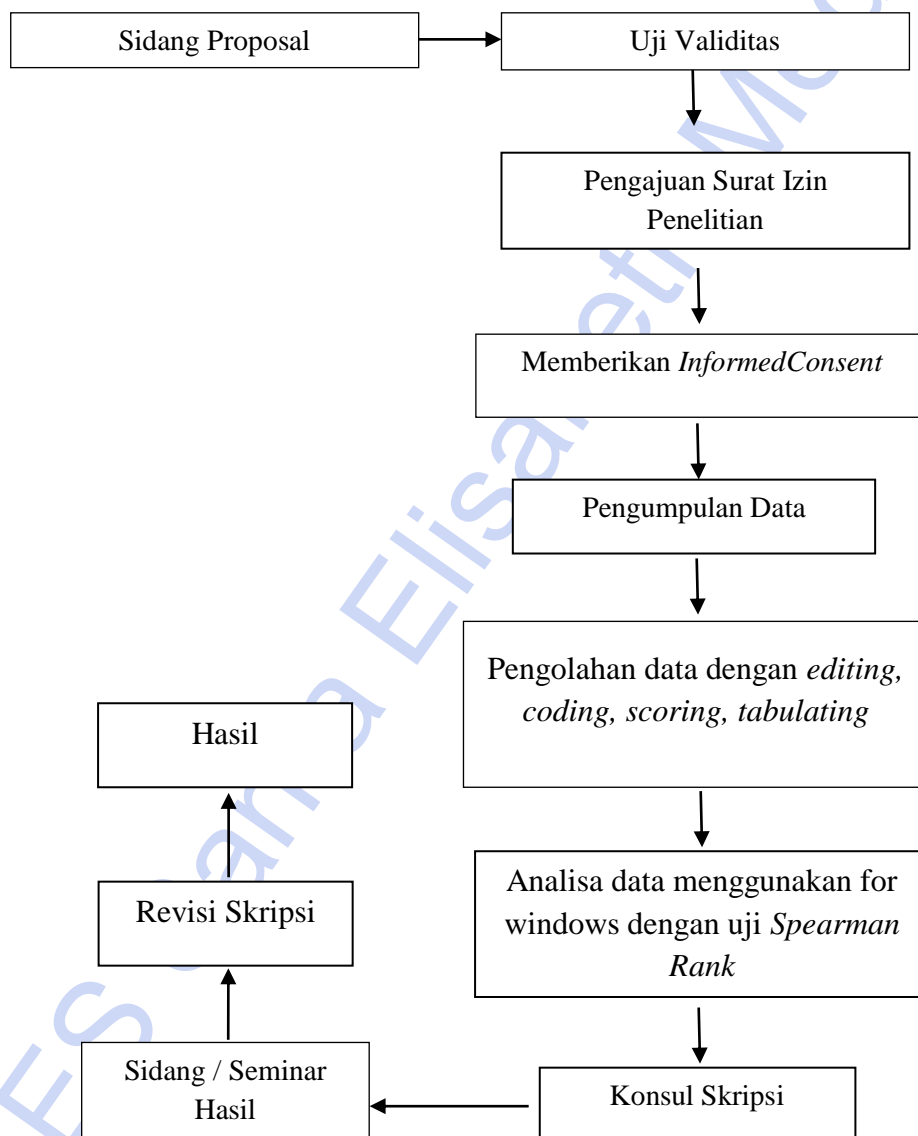 Sidang Proposal
Uji Validitas
Pengajuan Surat Izin
Penelitian
Memberikan InformedConsent
Pengumpulan Data
Pengolahan data dengan editing,
coding, scoring, tabulating
Analisa data menggunakan for
windows dengan uji Spearman
Rank
Konsul Skripsi
Sidang / Seminar
Hasil
Revisi Skripsi
Hasil